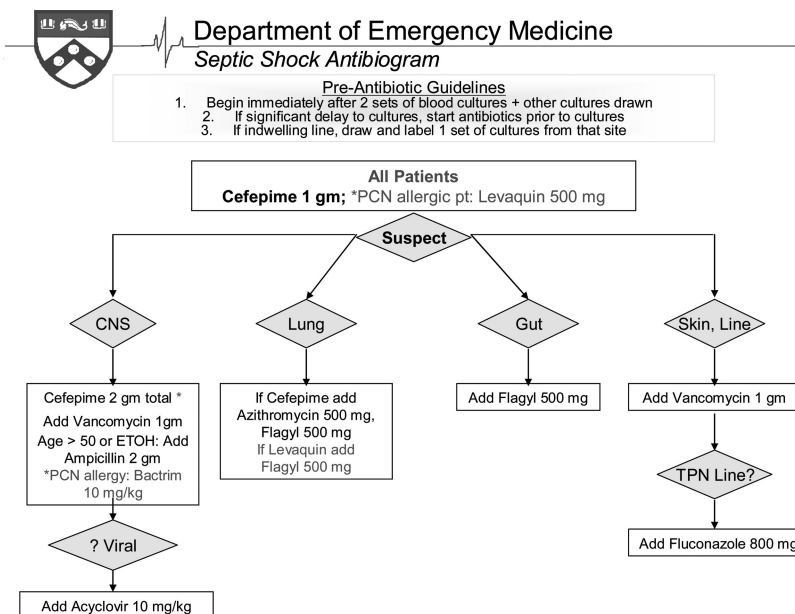 Department of Emergency Medicine
Septic Shock Antibiogram
Pre-Antibiotic Guidelines
1. Begin immediately after 2 sets of blood cultures + other cultures drawn
2. If significant delay to cultures, start antibiotics prior to cultures
3. If indwelling line, draw and label 1 set of cultures from that site
All Patients
Cefepime 1 gm; *PCN allergic pt: Levaquin 500 mg
Suspect
CNS
Lung
Gut
Skin, Line
Cefepime 2 gm total *
Add Vancomycin 1gm
Age > 50 or ETOH: Add
Ampicillin 2 gm
*PCN allergy: Bactrim
10 mg/kg
If Cefepime add
Azithromycin 500 mg,
Flagyl 500 mg
If Levaquin add
Flagyl 500 mg
Add Flagyl 500 mg
Add Vancomycin 1 gm
TPN Line?
Add Fluconazole 800 mg
? Viral
Add Acyclovir 10 mg/kg